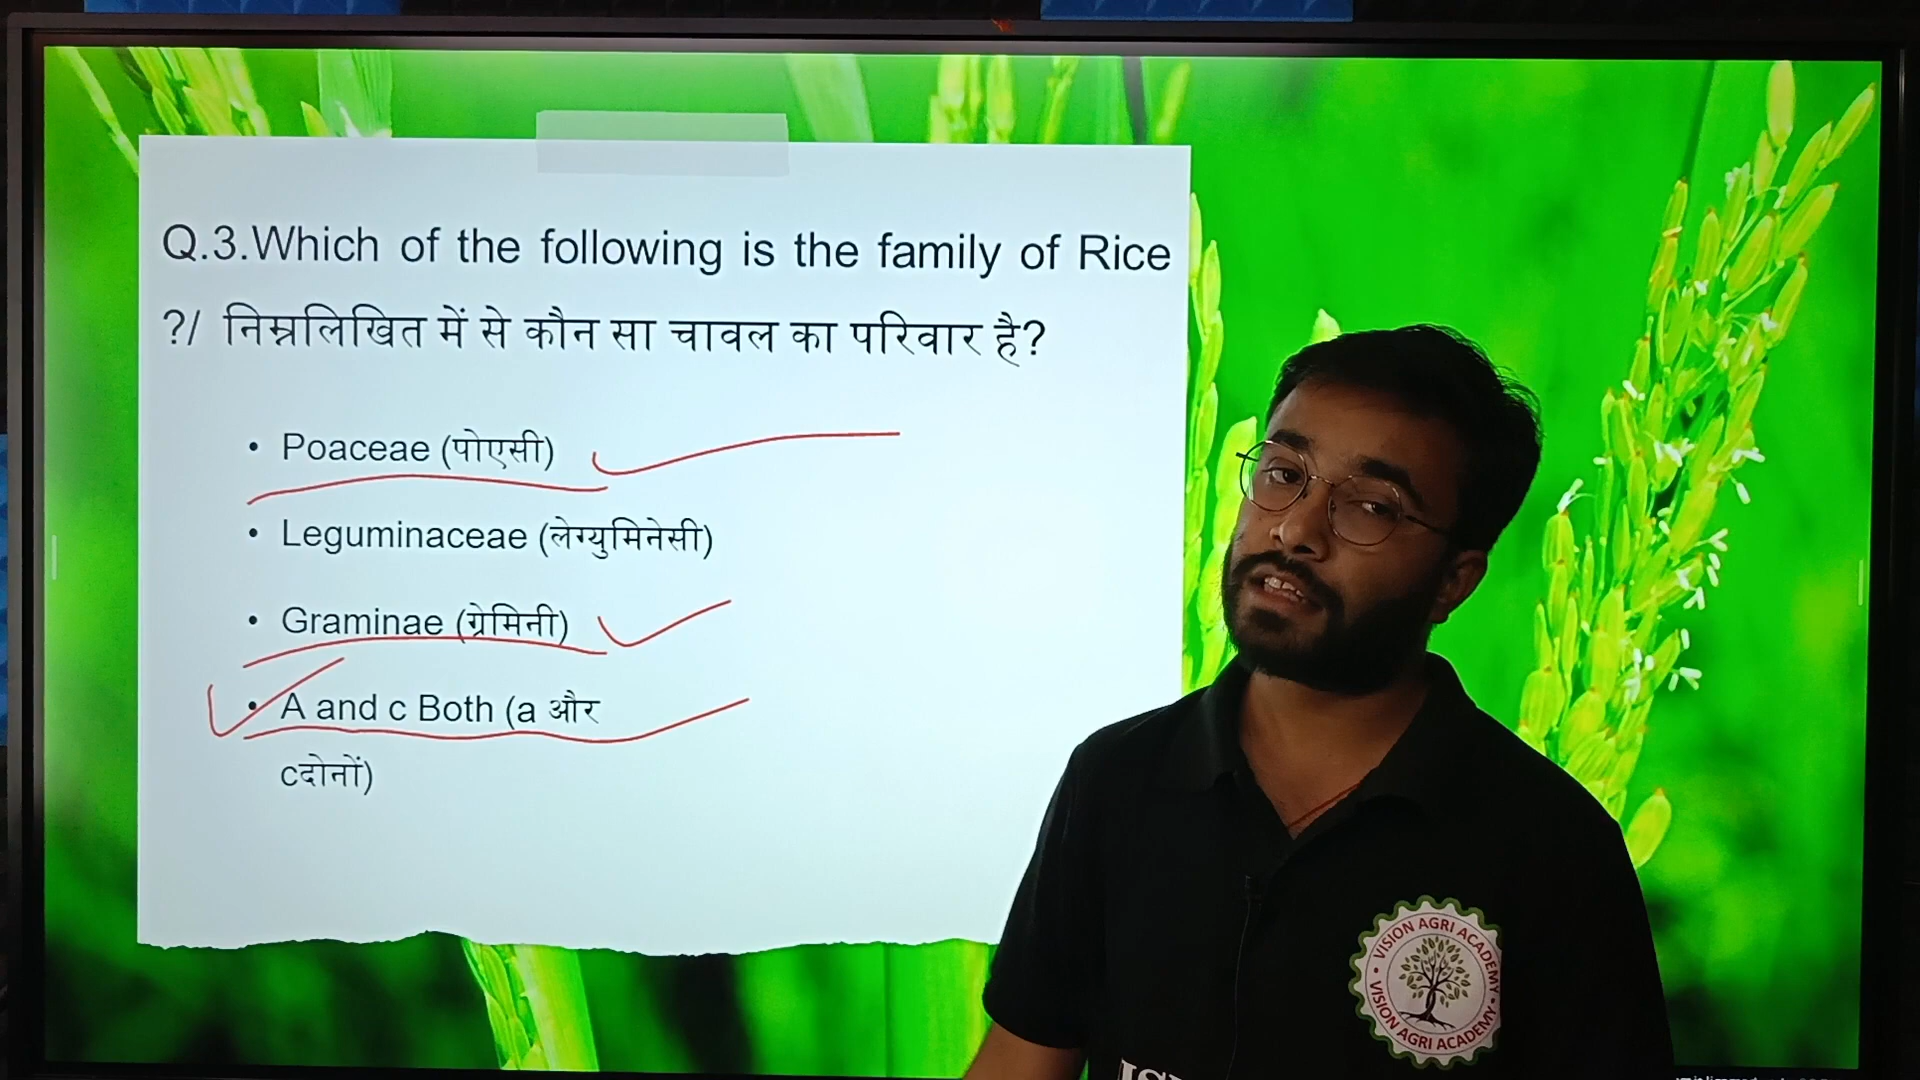 Q.3.Which of the following is the family of Rice
?/ निम्नलिखित में से कौन सा चावल का परिवार है?
• Poaceae (पोएसी)
• Leguminaceae (लेग्युमिनेसी)
• Graminae (ग्रेमिनी)
• A and c Both (a और
cदोनों)
VISION AGRI ACADEMY • VISION AGRI ACADEMY •